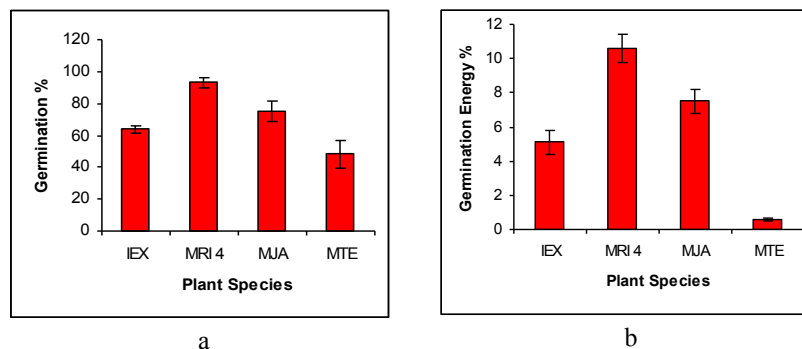 Germination %
120
100
80
60
40
20
0
IEX MRI 4 MJA MTE
Plant Species
a
Germination Energy %
12
10
8
6
4
2
0
IEX MRI 4 MJA MTE
Plant Species
b